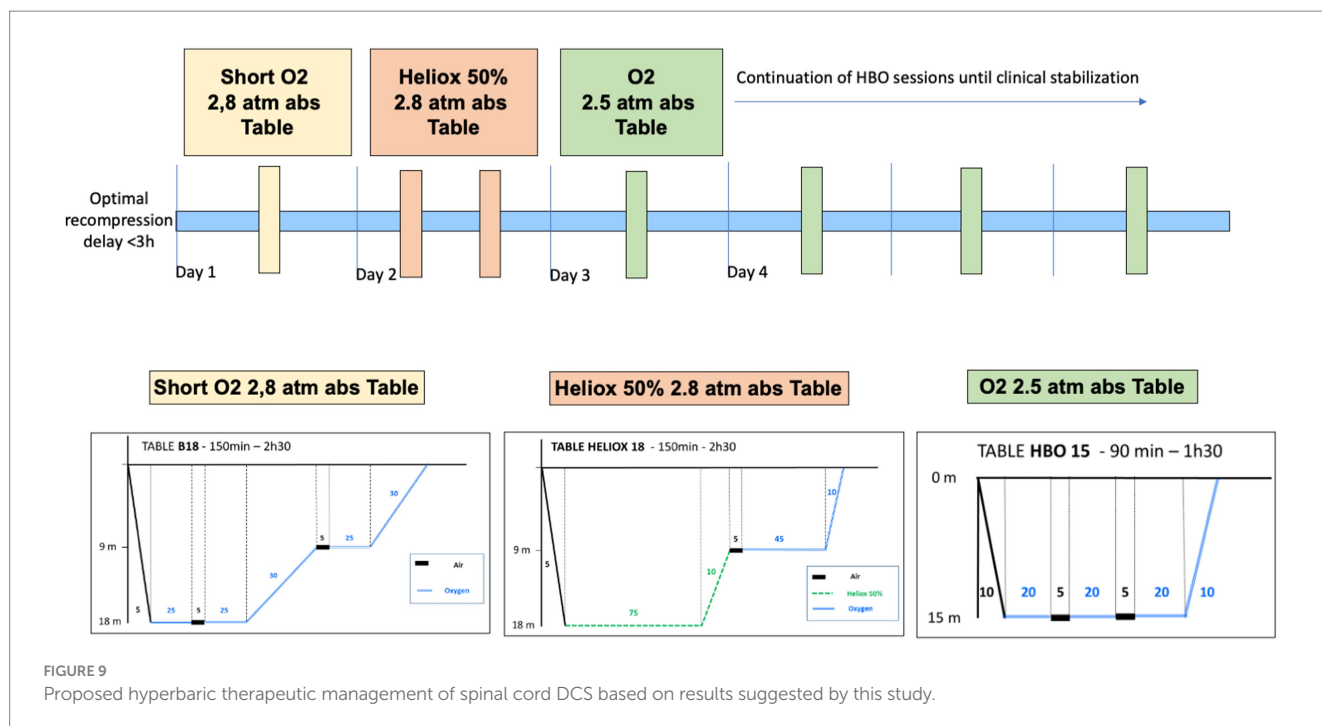 Short O2
2,8 atm abs
Table
Heliox 50%
2.8 atm abs
Table
O2
2.5 atm abs
Table
Continuation of HBO sessions until clinical stabilization
Optimal
recompression
delay <3h
Day 1
Day 2
Day 3
Day 4
Short O2 2,8 atm abs Table
Heliox 50% 2.8 atm abs Table
O2 2.5 atm abs Table
TABLE B18 - 150min – 2h30
9 m
18 m
5
25
5
25
30
5
25
30
Air
Oxygen
TABLE HELIOX 18 - 150min - 2h30
9 m
18 m
5
75
10
5
45
10
Air
Heliox 50%
Oxygen
TABLE HBO 15 - 90 min – 1h30
0 m
15 m
10
20
5
20
5
20
10
FIGURE 9
Proposed hyperbaric therapeutic management of spinal cord DCS based on results suggested by this study.